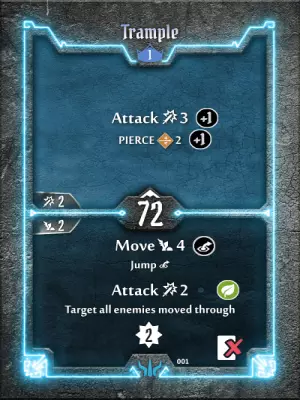 Trample
1
Attack 3 +1
PIERCE 2 +1
2
72
2
Move 4
Jump
Attack 2
Target all enemies moved through
2
001